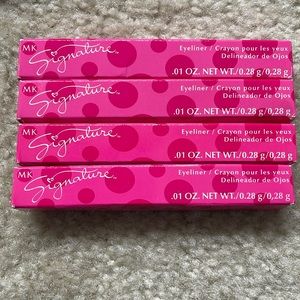 MK
Signature
Eyeliner / Crayon pour les yeux
Delineador de Ojos
.01 OZ. NET WT./0.28 g/0,28 g
MK
Signature
Eyeliner / Crayon pour les yeux
Delineador de Ojos
.01 OZ. NET WT./0.28 g/0,28 g
MK
Signature
Eyeliner / Crayon pour les yeux
Delineador de Ojos
.01 OZ. NET WT./0.28 g/0,28 g
MK
Signature
Eyeliner / Crayon pour les yeux
Delineador de Ojos
.01 OZ. NET WT./0.28 g/0,28 g